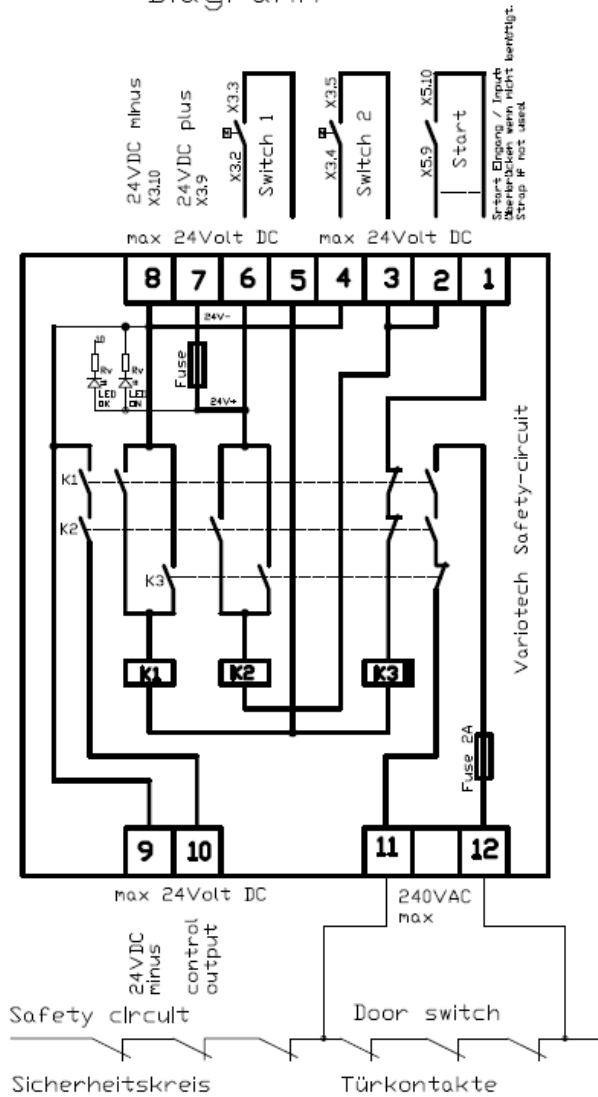 24VDC minus
X3.10
24VDC plus
X3.9
X3.2 X3.3
Switch 1
X3.4 X3.5
Switch 2
X5.9 X5.10
Start
Srtart Eingang / Input:
Überbrücken wenn nicht benötigt.
Strap if not used
max 24Volt DC
max 24Volt DC
8 7 6 5 4 3 2 1
24V-
Fuse
Rv
Rv
LED
OK
LED
ON
24V+
K1
K2
K3
K1
K2
K3
Variotech Safety-circuit
Fuse 2A
9 10 11 12
max 24Volt DC
240VAC
max
24VDC
minus
control
output
Safety circuit
Door switch
Sicherheitskreis
Türkontakte